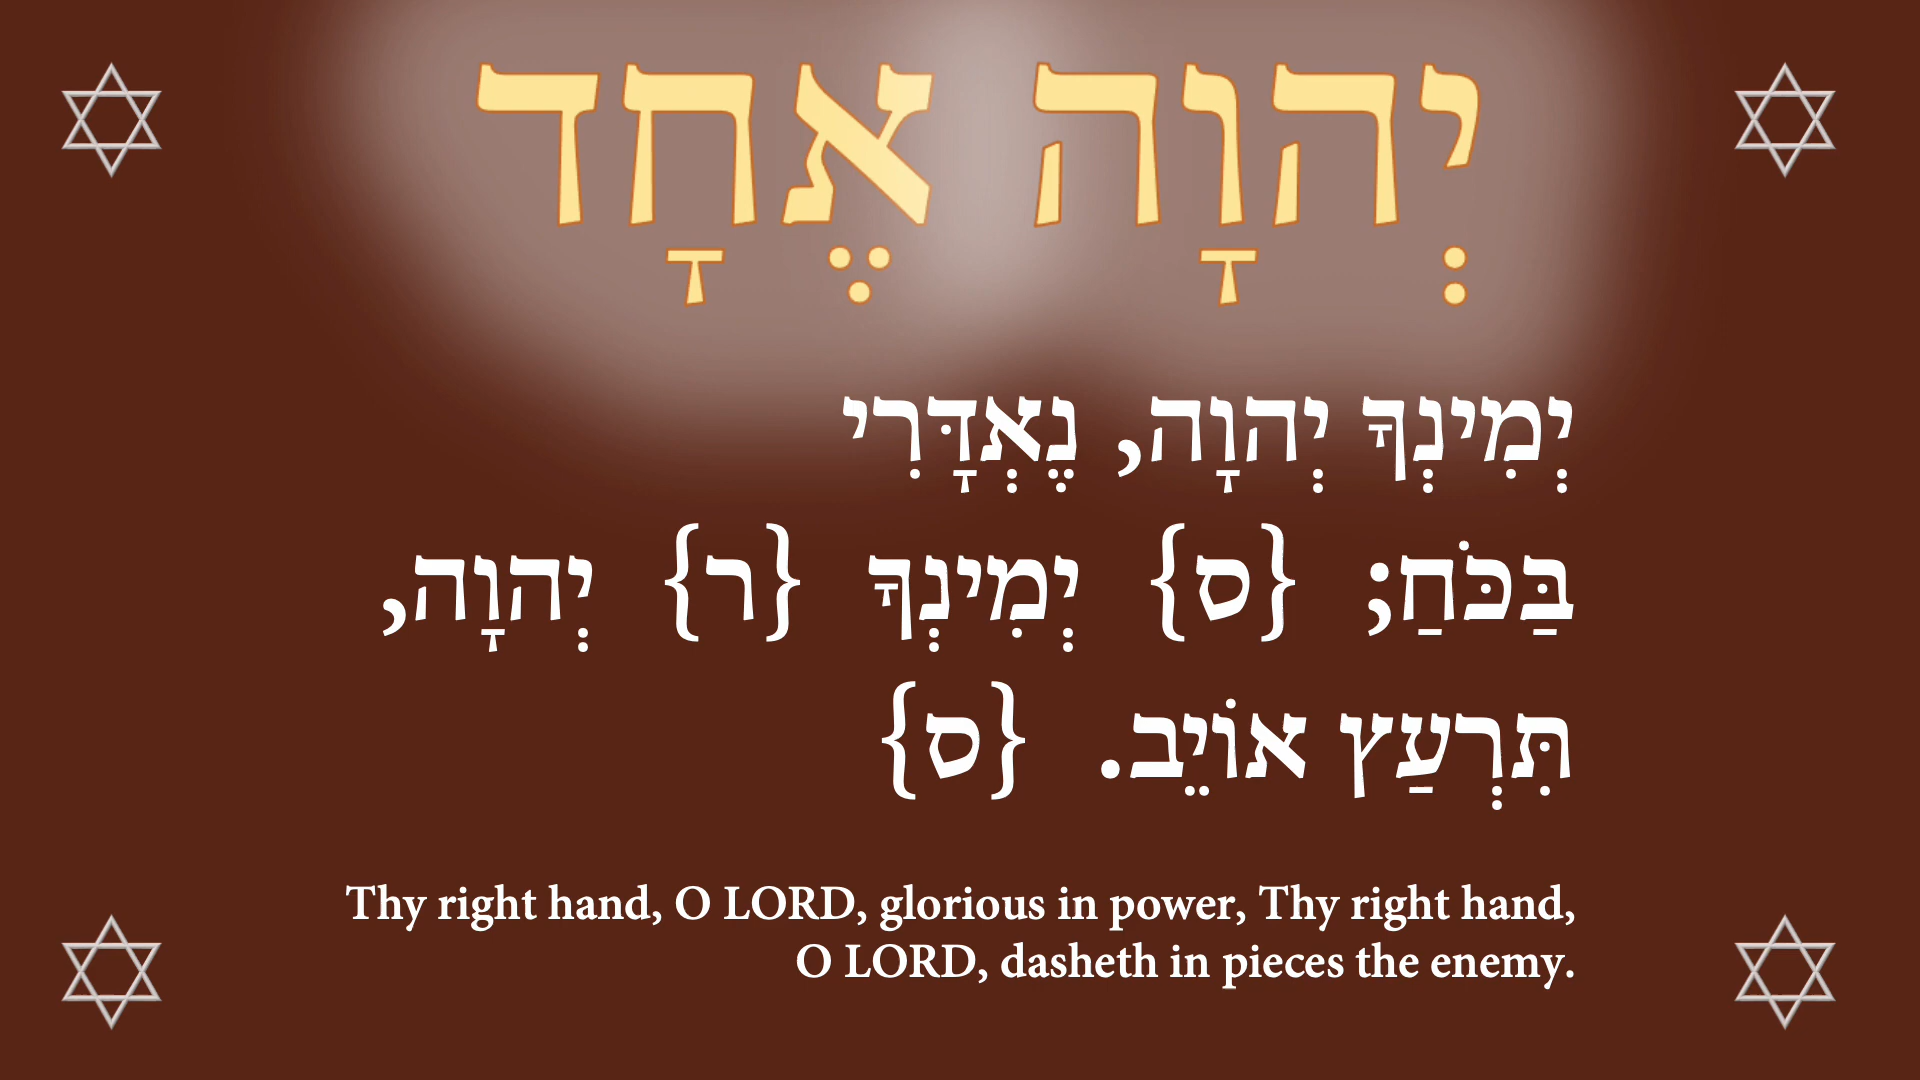 יְהוָה אֶחָד
יְמִינְךָ יְהוָה, נֶאְדָּרִי
בַּכֹּחַ; {ס} יְמִינְךָ {ר} יְהוָה,
תִּרְעַץ אוֹיֵב. {ס}
Thy right hand, O LORD, glorious in power, Thy right hand,
O LORD, dasheth in pieces the enemy.